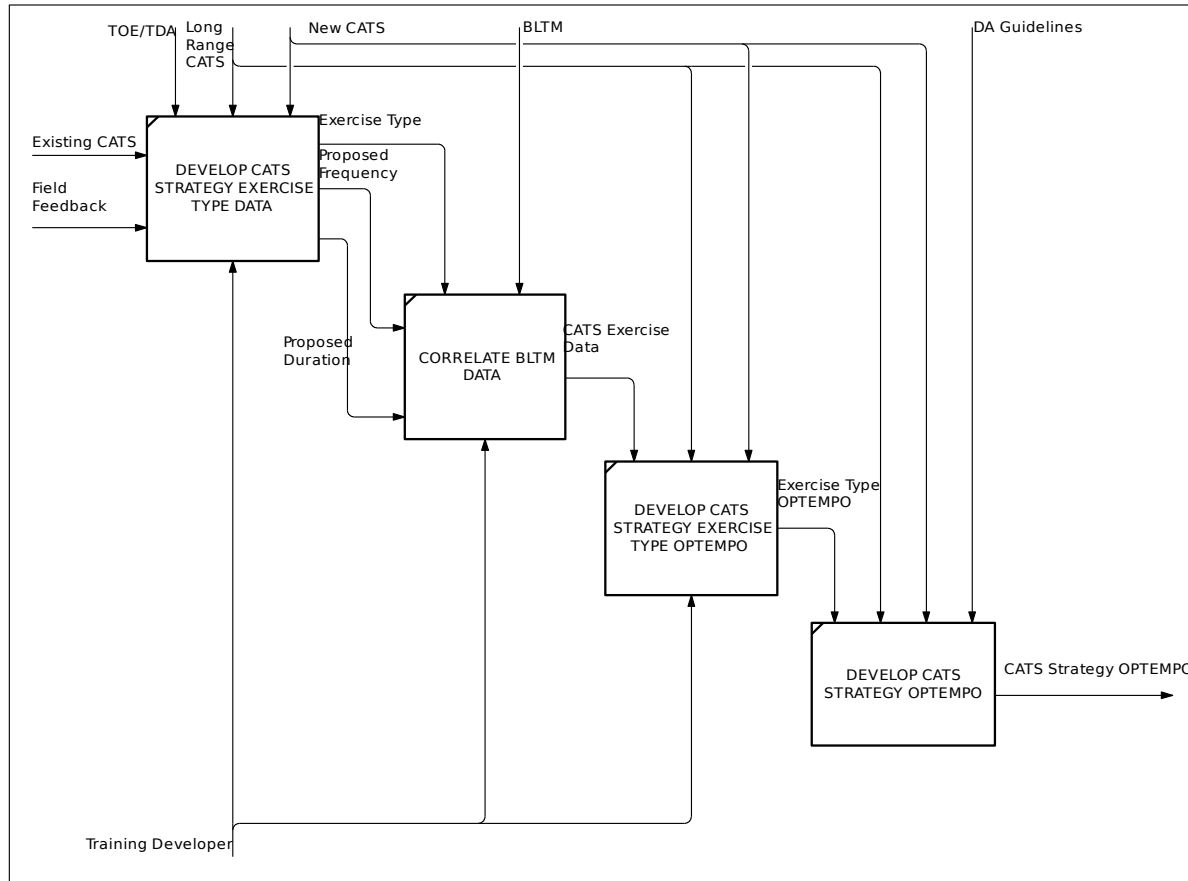 TOE/TDA
Long
Range
CATS
New CATS
BLTM
DA Guidelines
Existing CATS
Field
Feedback
DEVELOP CATS
STRATEGY EXERCISE
TYPE DATA
Exercise Type
Proposed
Frequency
Proposed
Duration
CORRELATE BLTM
DATA
CATS Exercise
Data
DEVELOP CATS
STRATEGY EXERCISE
TYPE OPTEMPO
Exercise Type
OPTEMPO
DEVELOP CATS
STRATEGY OPTEMPO
CATS Strategy OPTEMPO
Training Developer